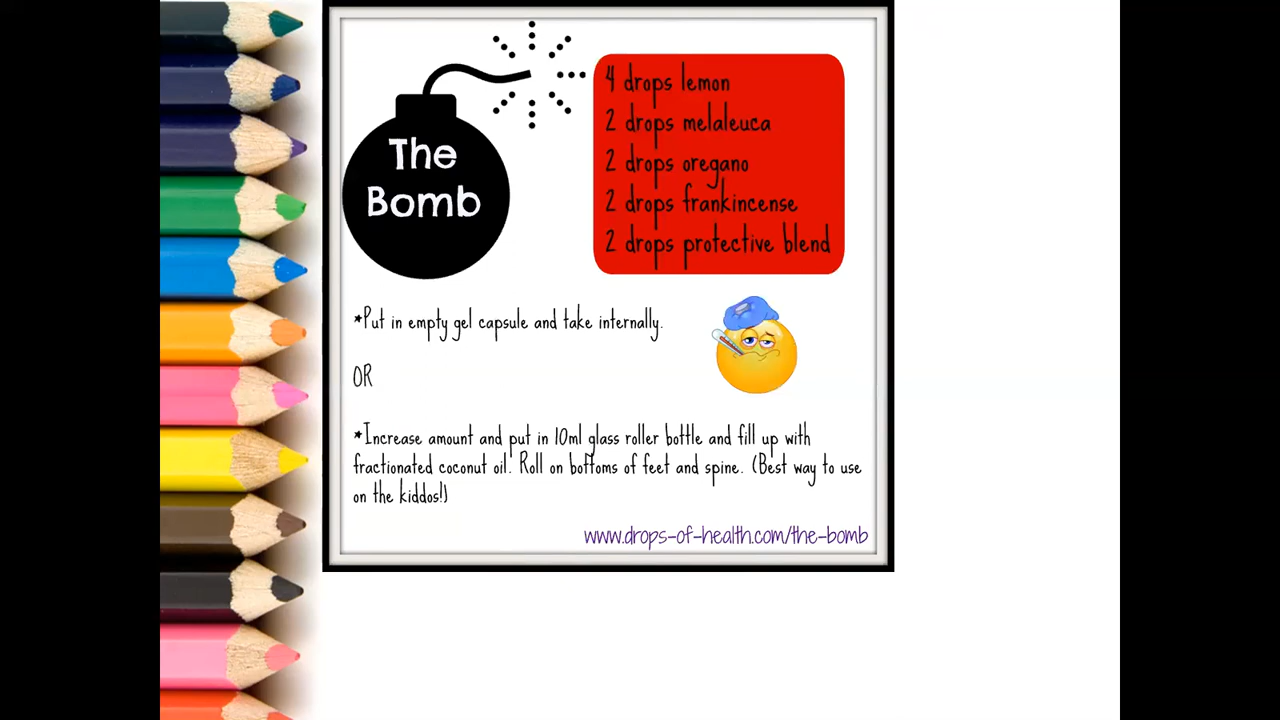 The
Bomb
4 drops lemon
2 drops melaleuca
2 drops oregano
2 drops frankincense
2 drops protective blend
*Put in empty gel capsule and take internally.
OR
*Increase amount and put in 10ml glass roller bottle and fill up with
fractionated coconut oil. Roll on bottoms of feet and spine. (Best way to use
on the kiddos!)
www.drops-of-health.com/the-bomb